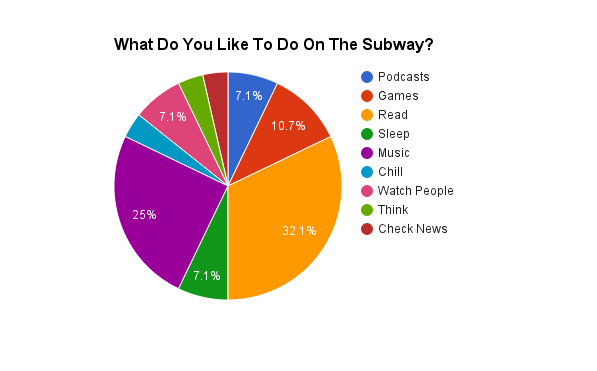 What Do You Like To Do On The Subway?
Podcasts
Games
Read
Sleep
Music
Chill
Watch People
Think
Check News
7.1%
10.7%
32.1%
7.1%
25%
7.1%